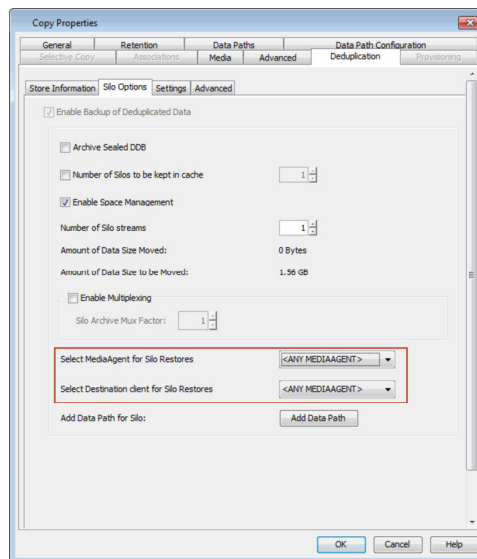 Copy Properties
General Retention Data Paths Data Path Configuration
Selective Copy Associations Media Advanced Deduplication Provisioning
Store Information Silo Options Settings Advanced
Enable Backup of Deduplicated Data
Archive Sealed DDB
Number of Silos to be kept in cache 1
Enable Space Management
Number of Silo streams 1
Amount of Data Size Moved: 0 Bytes
Amount of Data Size to be Moved: 1.56 GB
Enable Multiplexing
Silo Archive Mux Factor: 1
Select MediaAgent for Silo Restores <ANY MEDIAAGENT>
Select Destination client for Silo Restores <ANY MEDIAAGENT>
Add Data Path for Silo: Add Data Path
OK Cancel Help